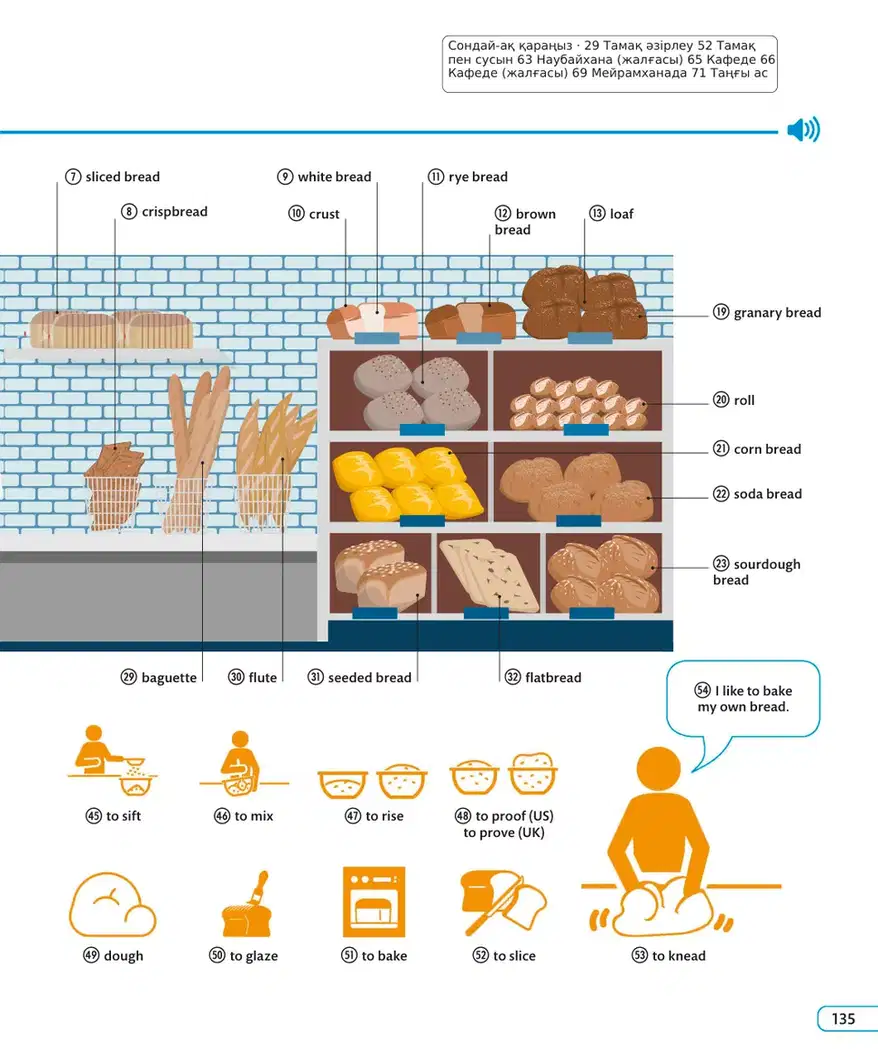 Сондай-ақ қараңыз · 29 Тамақ әзірлеу 52 Тамақ
пен сусын 63 Наубайхана (жалғасы) 65 Кафеде 66
Кафеде (жалғасы) 69 Мейрамханада 71 Таңғы ас
7 sliced bread
9 white bread
11 rye bread
8 crispbread
10 crust
12 brown
bread
13 loaf
19 granary bread
20 roll
21 corn bread
22 soda bread
23 sourdough
bread
29 baguette
30 flute
31 seeded bread
32 flatbread
54 I like to bake
my own bread.
45 to sift
46 to mix
47 to rise
48 to proof (US)
to prove (UK)
49 dough
50 to glaze
51 to bake
52 to slice
53 to knead
135